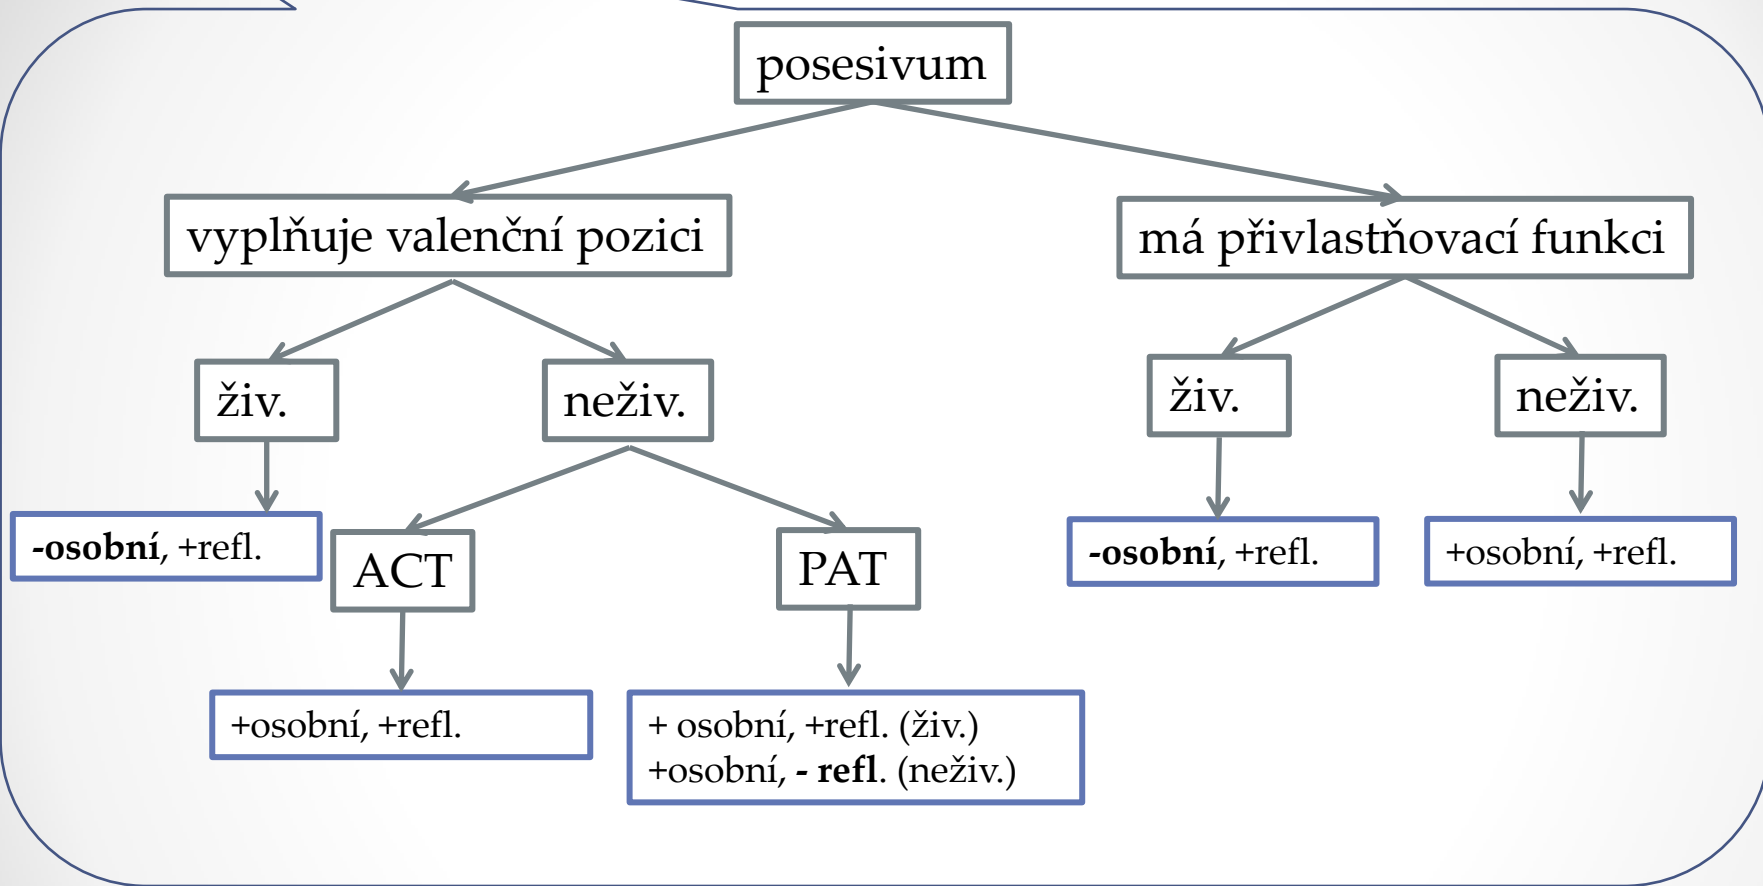 posesivum
vyplňuje valenční pozici
má přivlastňovací funkci
živ.
neživ.
živ.
neživ.
-osobní, +refl.
ACT
PAT
-osobní, +refl.
+osobní, +refl.
+osobní, +refl.
+ osobní, +refl. (živ.)
+osobní, - refl. (neživ.)